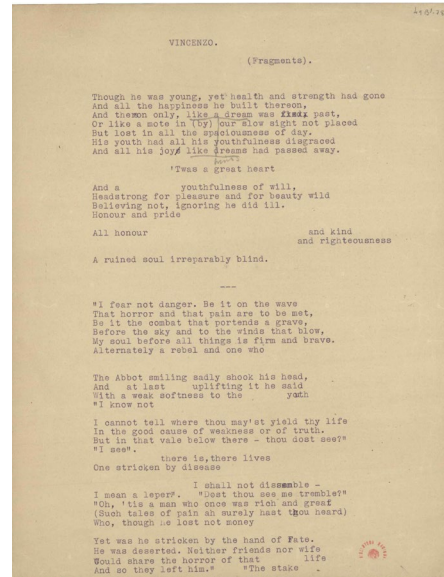 VINCENZO.
(Fragments).
Though he was young, yet health and strength had gone
And all the happiness he built thereon,
And thereon only, like a dream was past,
Or like a mote in (by) our slow sight not placed
But lost in all the spaciousness of day.
His youth had all his youthfulness disgraced
And all his joy like dreams had passed away.
'Twas a great heart
And a youthfulness of will,
Headstrong for pleasure and for beauty wild
Believing not, ignoring he did ill.
Honour and pride
All honour and kind
and righteousness
A ruined soul irreparably blind.
---
"I fear not danger. Be it on the wave
That horror and that pain are to be met,
Be it the combat that portends a grave,
Before the sky and to the winds that blow,
My soul before all things is firm and brave.
Alternately a rebel and one who
The Abbot smiling sadly shook his head,
And at last uplifting it he said
With a weak softness to the youth
"I know not
I cannot tell where thou may'st yield thy life
In the good cause of weakness or of truth.
But in that vale below there - thou dost see?"
"I see".
there is, there lives
One stricken by disease
I shall not dissemble -
I mean a leper". "Dost thou see me tremble?"
"Oh, 'tis a man who once was rich and great
(Such tales of pain ah surely hast thou heard)
Who, though he lost not money
Yet was he stricken by the hand of Fate.
He was deserted. Neither friends nor wife
Would share the horror of that life
And so they left him." "The stake